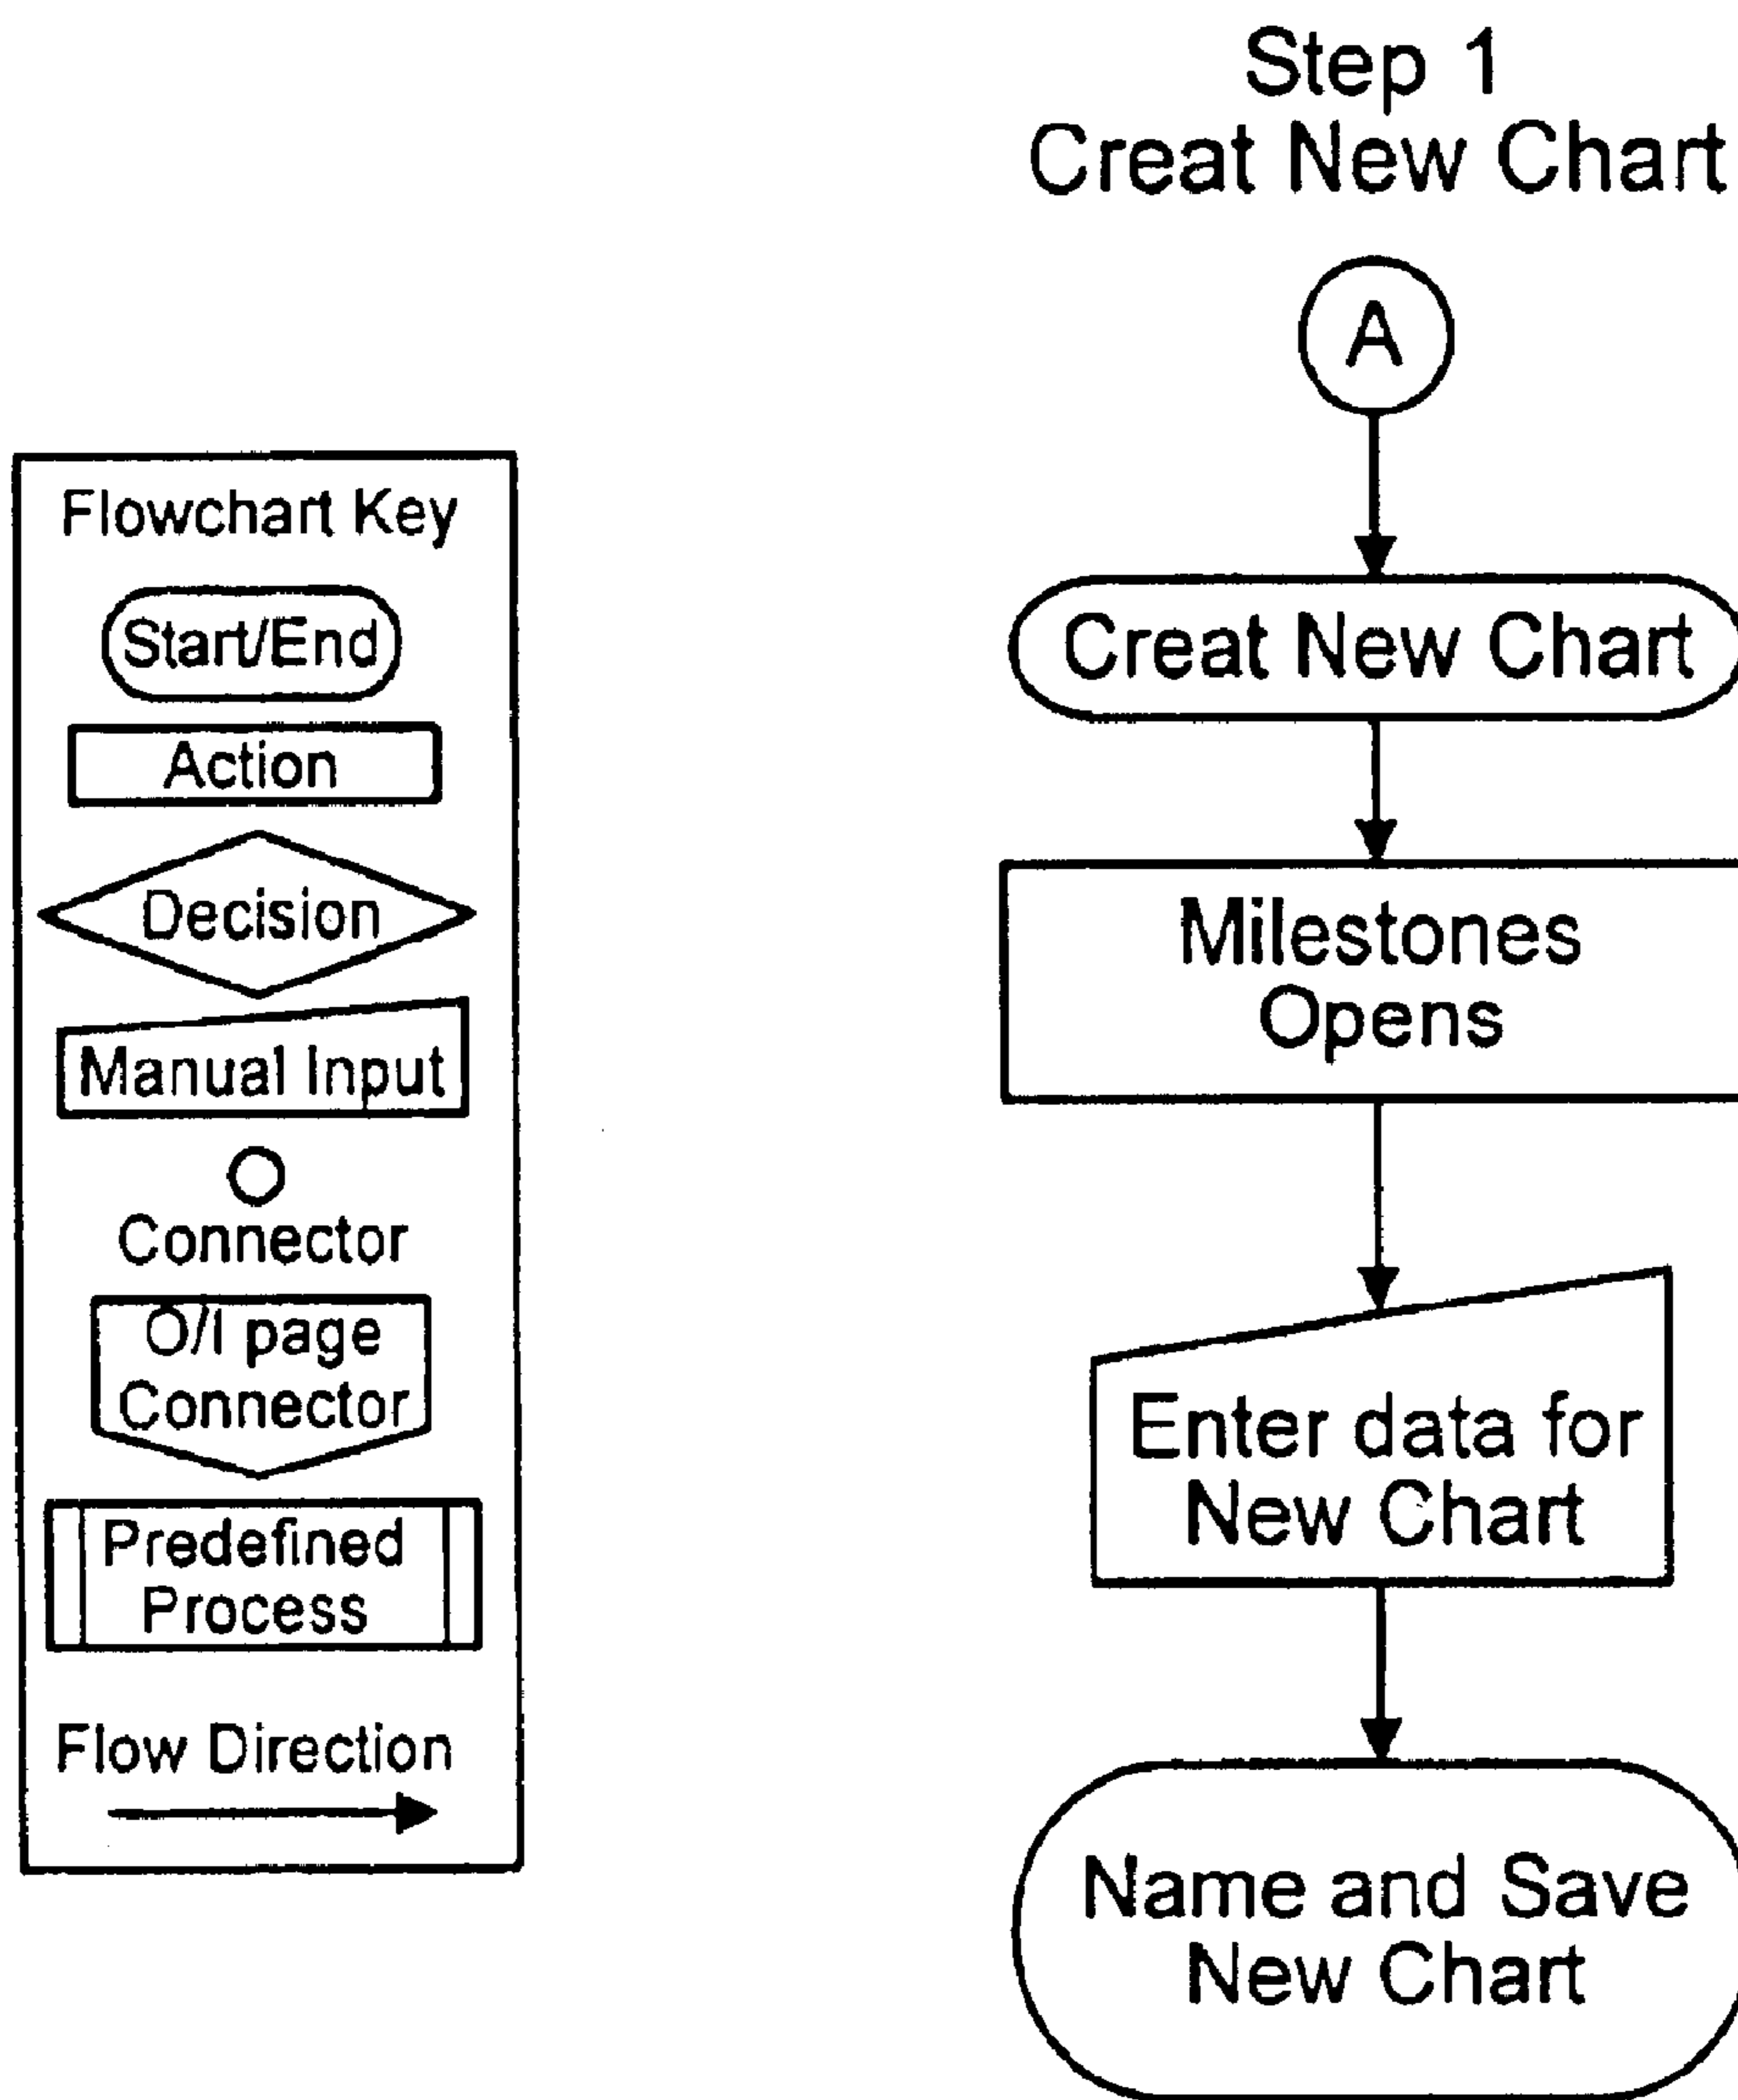 Step 1
Creat New Chart
A
Creat New Chart
Milestones
Opens
Enter data for
New Chart
Name and Save
New Chart
Flowchart Key
Start/End
Action
Decision
Manual Input
Connector
O/I page
Connector
Predefined
Process
Flow Direction